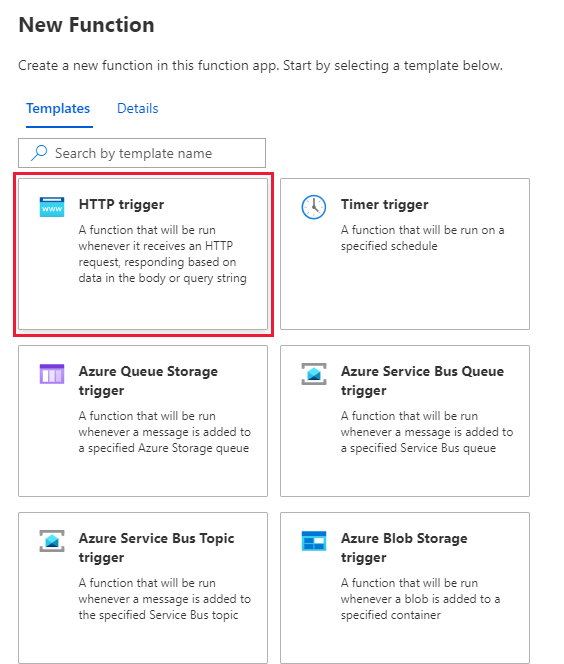 New Function
Create a new function in this function app. Start by selecting a template below.
Templates
Details
Search by template name
www
HTTP trigger
A function that will be run
whenever it receives an HTTP
request, responding based on
data in the body or query string
Timer trigger
A function that will be run on a
specified schedule
Azure Queue Storage
trigger
A function that will be run
whenever a message is added to
a specified Azure Storage queue
Azure Service Bus Queue
trigger
A function that will be run
whenever a message is added to
a specified Service Bus queue
Azure Service Bus Topic
trigger
A function that will be run
whenever a message is added to
the specified Service Bus topic
Azure Blob Storage
trigger
A function that will be run
whenever a blob is added to a
specified container